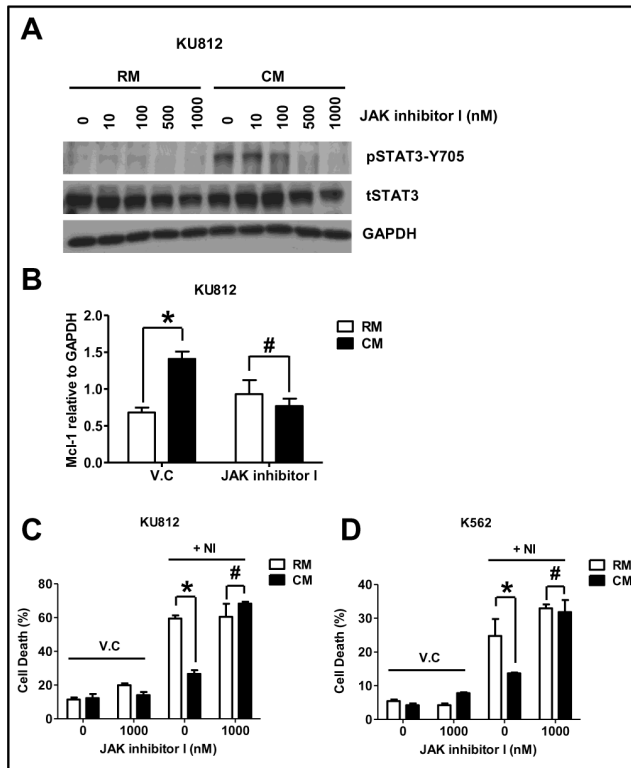 A
KU812
RM CM
0 10 100 500 1000 0 10 100 500 1000 JAK inhibitor I (nM)
pSTAT3-Y705
tSTAT3
GAPDH
B
KU812
Mcl-1 relative to GAPDH
2.0
1.5
1.0
0.5
0.0
* #
RM
CM
V.C JAK inhibitor I
C
KU812
+ NI
RM
CM
Cell Death (%)
80
60
40
20
0
V.C
* #
0 1000 0 1000
JAK inhibitor I (nM)
D
K562
+ NI
RM
CM
Cell Death (%)
40
30
20
10
0
V.C
* #
0 1000 0 1000
JAK inhibitor I (nM)